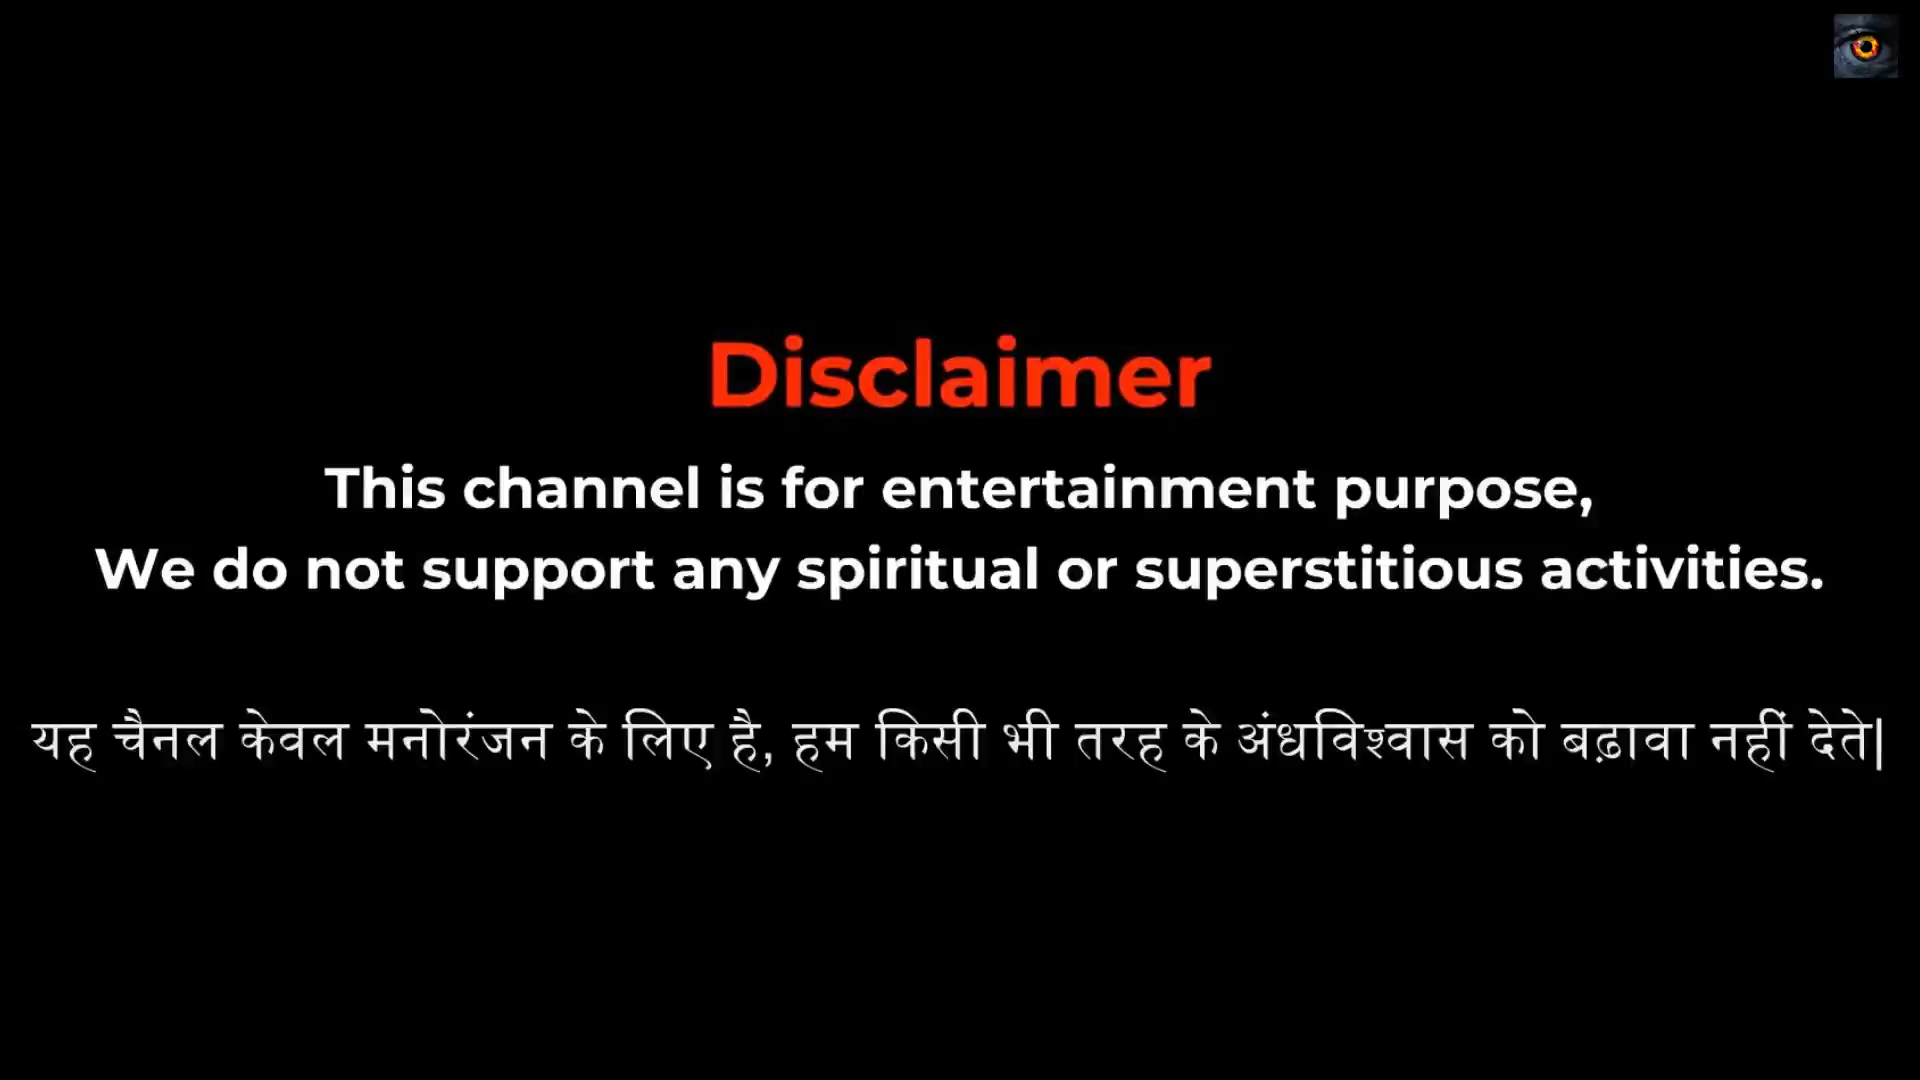 Disclaimer
This channel is for entertainment purpose,
We do not support any spiritual or superstitious activities.
यह चैनल केवल मनोरंजन के लिए है, हम किसी भी तरह के अंधविश्वास को बढ़ावा नहीं देते|